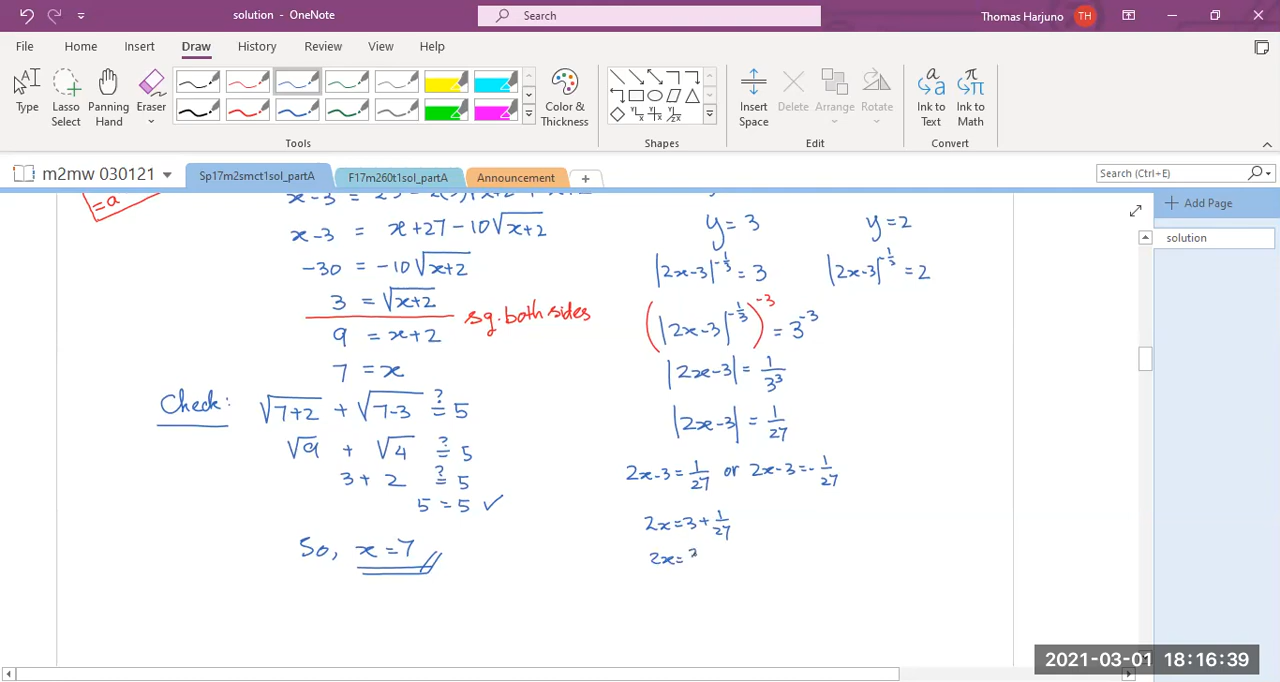 solution - OneNote
Search
Thomas Harjuno TH
File Home Insert Draw View History Review View Help
Type
Lasso Select
Panning Hand
Eraser
Color & Thickness
Insert Space
Delete
Arrange
Rotate
Ink to Text
Ink to Math
Tools
Shapes
Edit
Convert
m2mw 030121
Sp17m2smct1sol_partA
F17m260t1sol_partA
Announcement
Search (Ctrl+E)
Add Page
solution
= a
x-3 = x+27-10√(x+2)
-30 = -10√(x+2)
3 = √(x+2)
sq. both sides
9 = x+2
7 = x
Check: √(7+2) + √(7-3) ?= 5
√9 + √4 ?= 5
3 + 2 ?= 5
5 = 5 ✓
So, x = 7
y = 3
|2x-3|^(-1/3) = 3
(|2x-3|^(-1/3))^(-3) = 3^(-3)
|2x-3| = 1/3³
|2x-3| = 1/27
2x-3 = 1/27 or 2x-3 = -1/27
2x = 3 + 1/27
2x =
y = 2
|2x-3|^(-1/3) = 2
2021-03-01 18:16:39